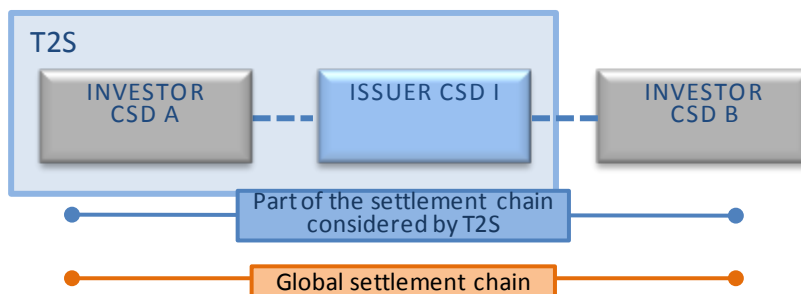 T2S
INVESTOR
CSD A
ISSUER CSD I
INVESTOR
CSD B
Part of the settlement chain
considered by T2S
Global settlement chain